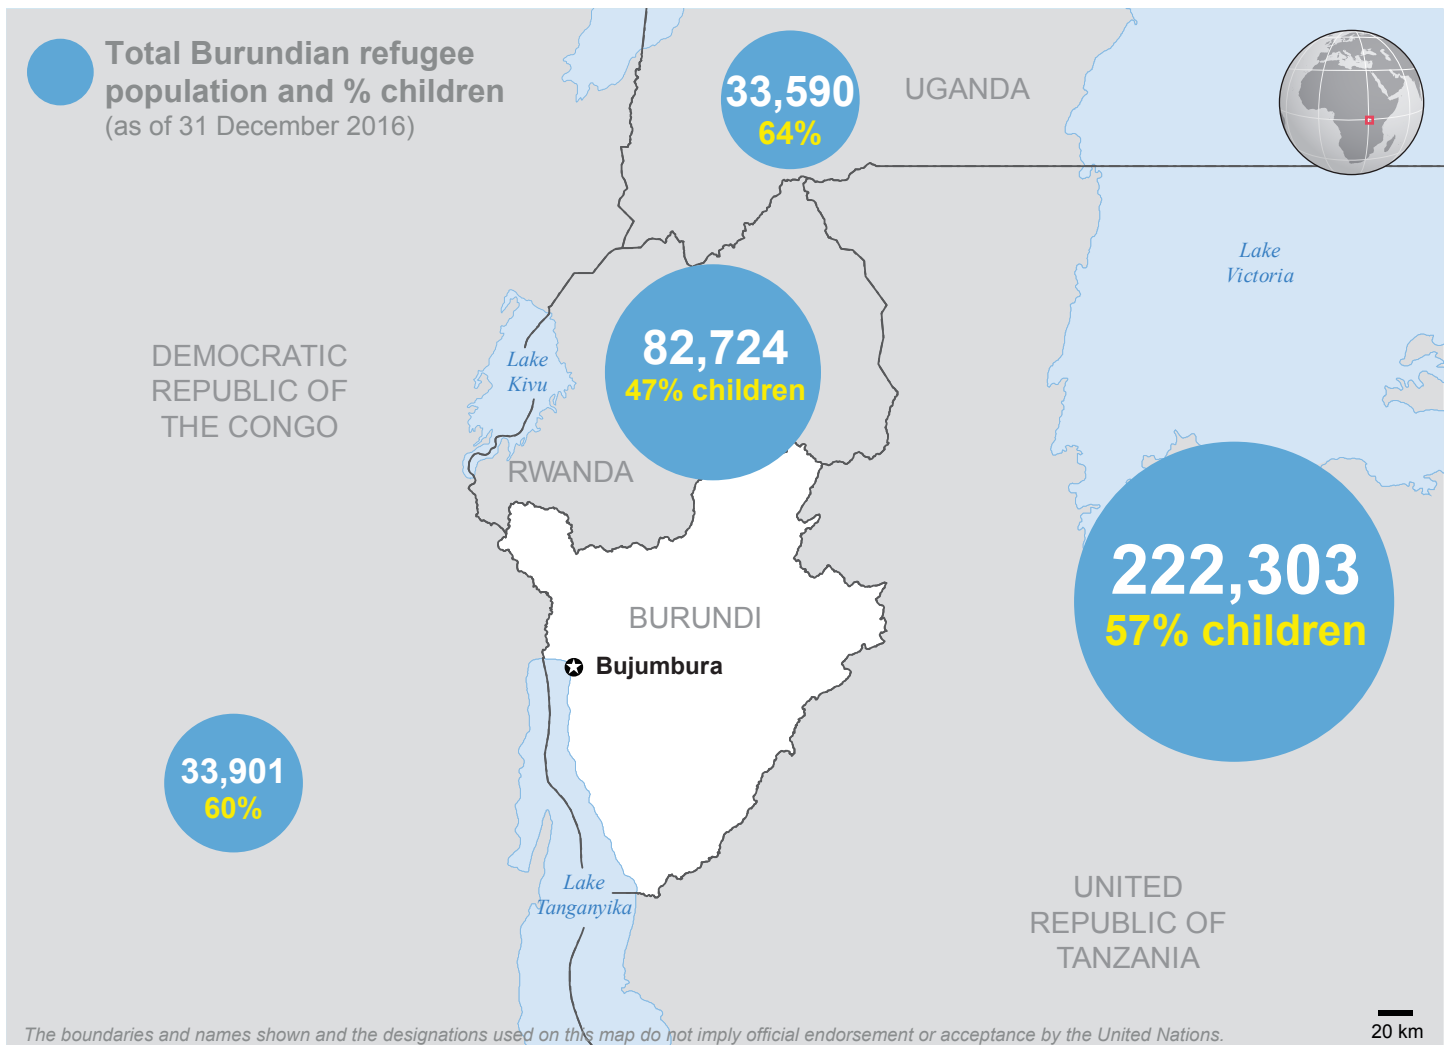 Total Burundian refugee
population and % children
(as of 31 December 2016)
33,590
64%
UGANDA
Lake
Victoria
82,724
47% children
DEMOCRATIC
REPUBLIC OF
THE CONGO
Lake
Kivu
RWANDA
222,303
57% children
BURUNDI
Bujumbura
33,901
60%
Lake
Tanganyika
UNITED
REPUBLIC OF
TANZANIA
The boundaries and names shown and the designations used on this map do not imply official endorsement or acceptance by the United Nations.
20 km